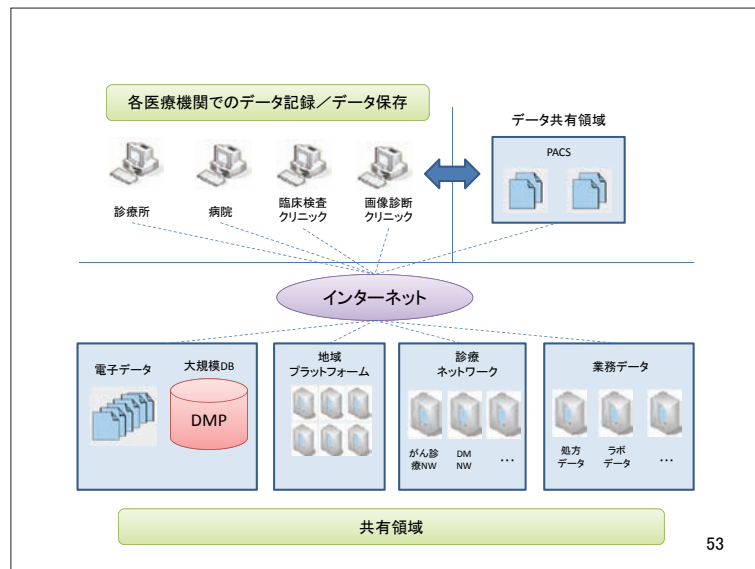 各医療機関でのデータ記録／データ保存
データ共有領域
PACS
診療所
病院
臨床検査
クリニック
画像診断
クリニック
インターネット
電子データ
大規模DB
DMP
地域
プラットフォーム
診療
ネットワーク
がん診
療NW
DM
NW
…
業務データ
処方
データ
ラボ
データ
…
共有領域
53